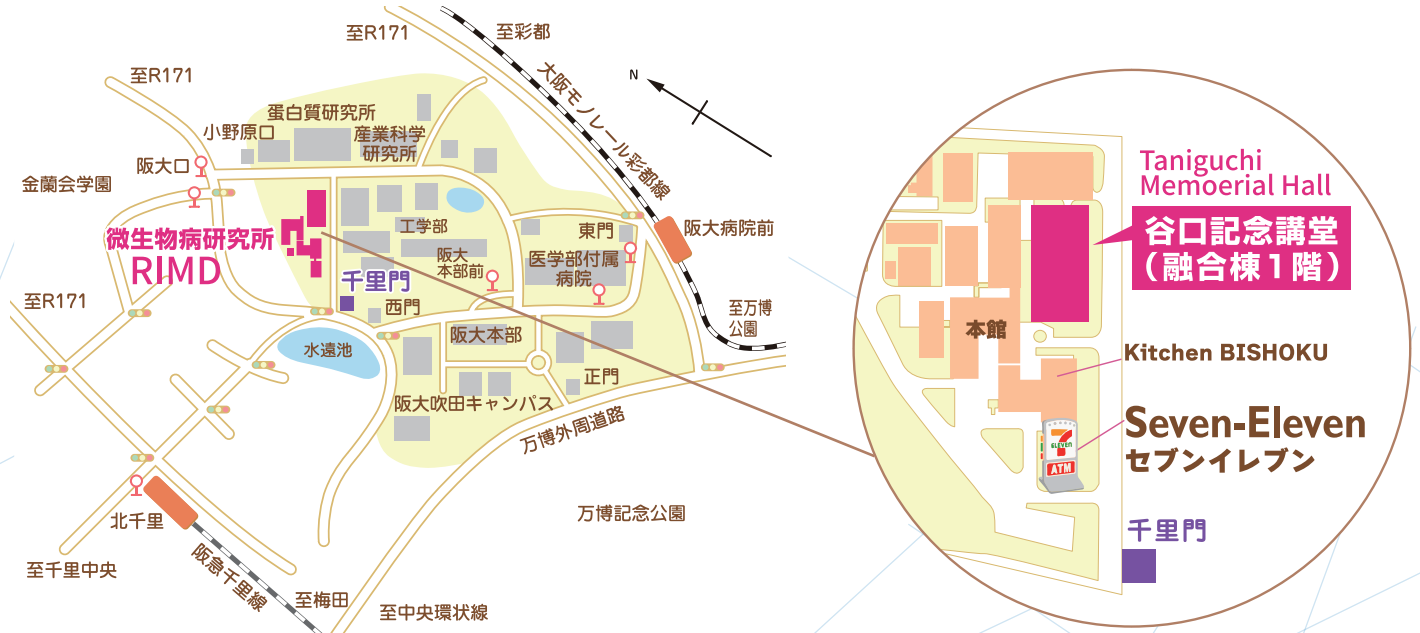 至R171
至彩都
至R171
大阪モノレール彩都線
N
蛋白質研究所
小野原口
産業科学
研究所
阪大口
金蘭会学園
微生物病研究所
RIMD
工学部
阪大
本部前
東門
医学部付属
病院
阪大病院前
千里門
西門
至R171
至万博
公園
水遠池
阪大本部
正門
阪大吹田キャンパス
万博外周道路
万博記念公園
北千里
阪急千里線
至千里中央
至梅田
至中央環状線
Taniguchi
Memoerial Hall
谷口記念講堂
（融合棟1階）
本館
Kitchen BISHOKU
Seven-Eleven
セブンイレブン
7
ELEVEN
ATM
千里門